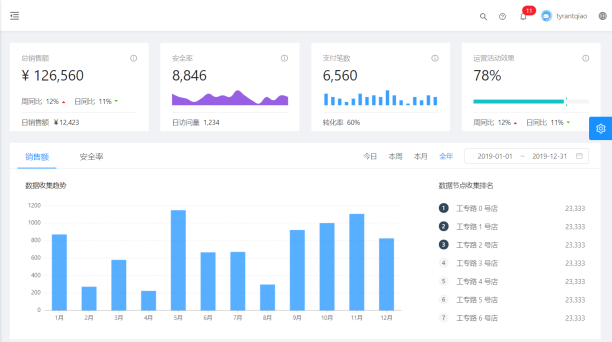 11
tyrantqiao
总销售额
¥ 126,560
周同比 12% 日同比 11%
日销售额 ¥ 12,423
安全率
8,846
日访问量 1,234
支付笔数
6,560
转化率 60%
运营活动效果
78%
周同比 12% 日同比 11%
销售额 安全率
今日 本周 本月 全年 2019-01-01 ~ 2019-12-31
数据收集趋势
1200
1000
800
600
400
200
0
1月 2月 3月 4月 5月 6月 7月 8月 9月 10月 11月 12月
数据节点收集排名
1 工专路 0 号店 23,333
2 工专路 1 号店 23,333
3 工专路 2 号店 23,333
4 工专路 3 号店 23,333
5 工专路 4 号店 23,333
6 工专路 5 号店 23,333
7 工专路 6 号店 23,333